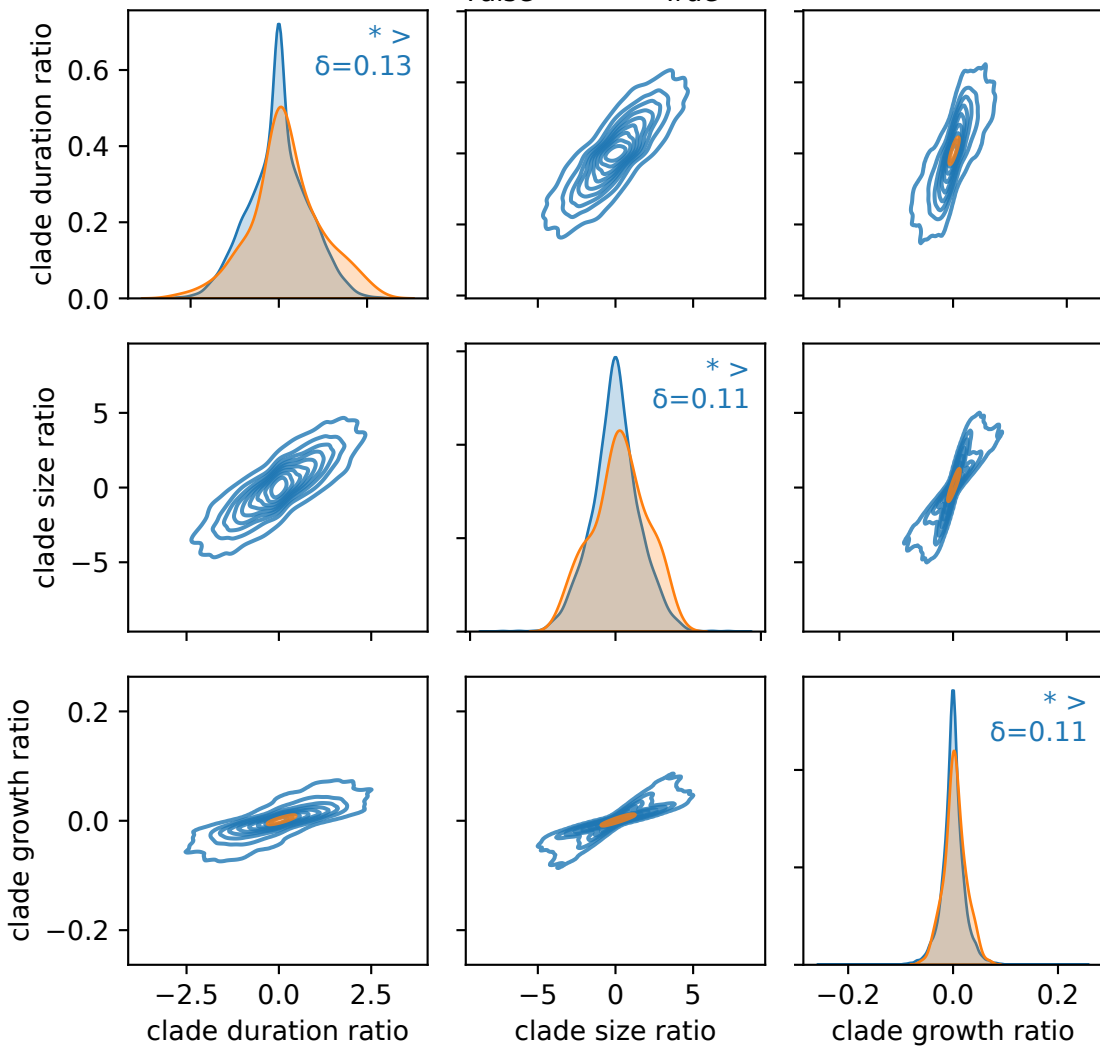 clade duration ratio
0.6
0.4
0.2
0.0
* >
δ=0.13
clade size ratio
5
0
−5
* >
δ=0.11
clade growth ratio
0.2
0.0
−0.2
* >
δ=0.11
−2.5 0.0 2.5
−5 0 5
−0.2 0.0 0.2
clade duration ratio
clade size ratio
clade growth ratio